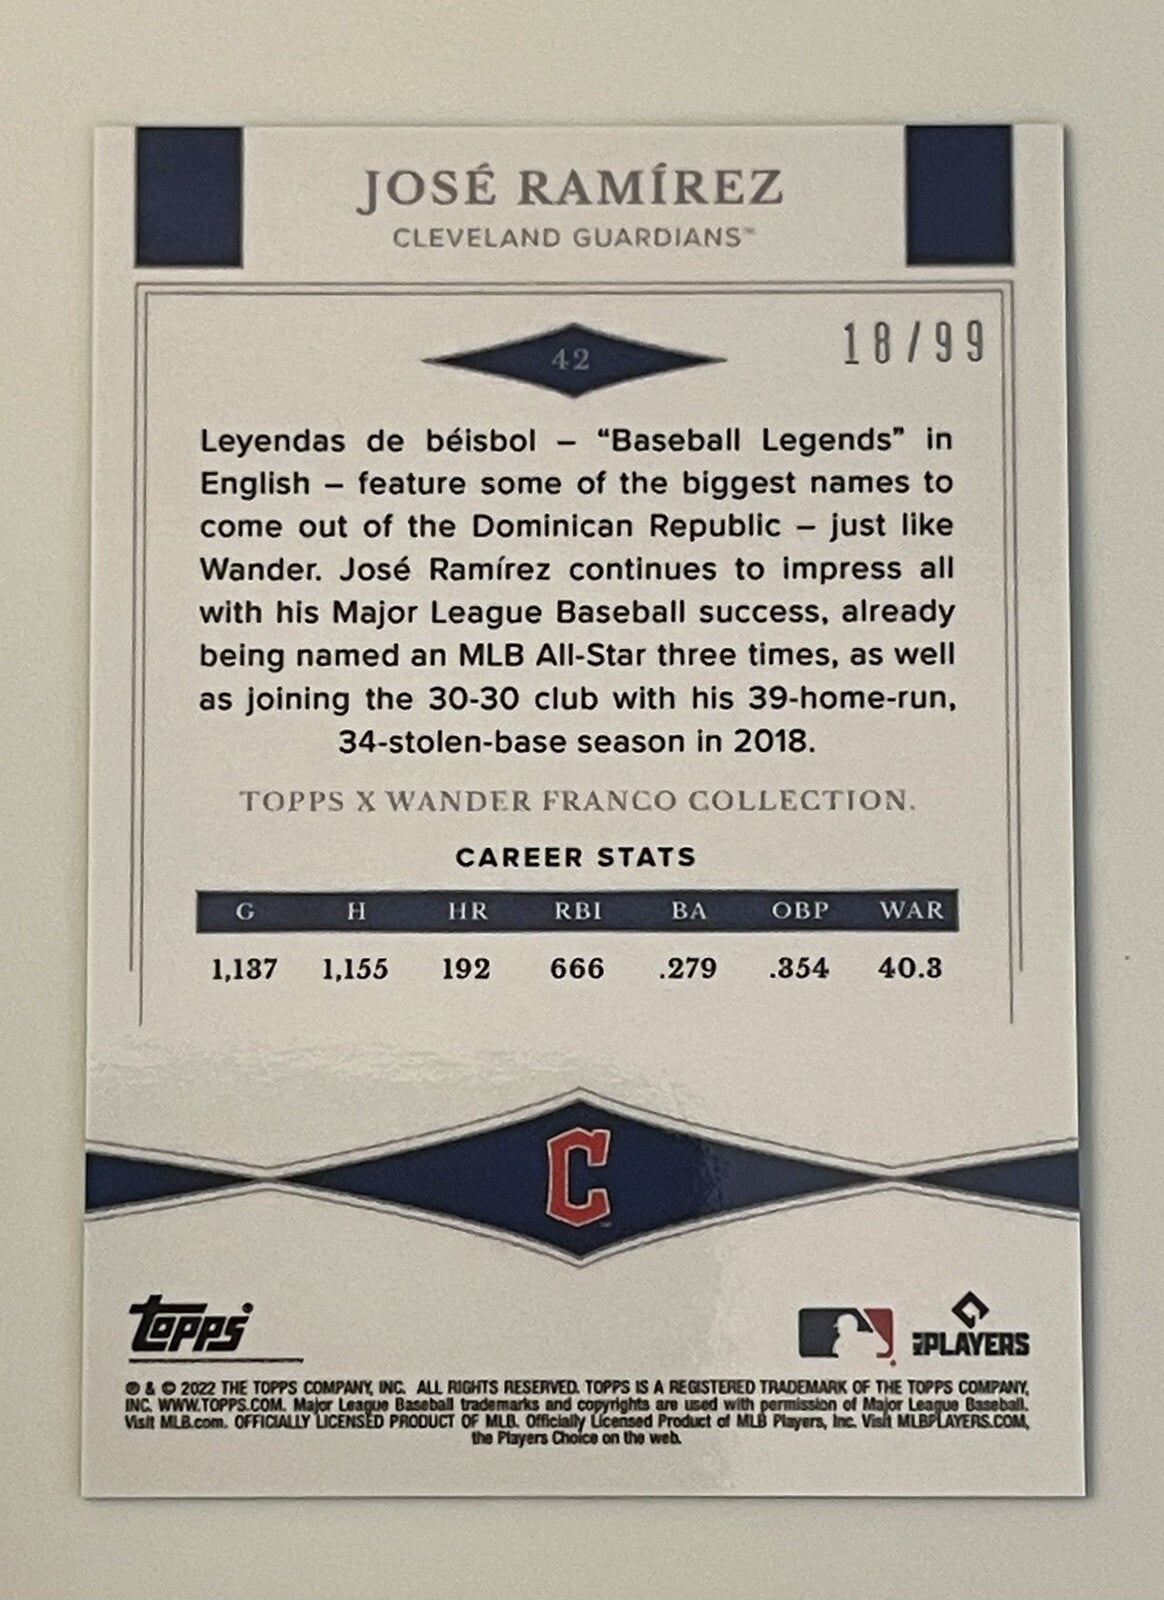 JOSÉ RAMÍREZ
CLEVELAND GUARDIANS™
42
18/99
Leyendas de béisbol – “Baseball Legends” in
English – feature some of the biggest names to
come out of the Dominican Republic – just like
Wander. José Ramírez continues to impress all
with his Major League Baseball success, already
being named an MLB All-Star three times, as well
as joining the 30-30 club with his 39-home-run,
34-stolen-base season in 2018.
TOPPS X WANDER FRANCO COLLECTION.
CAREER STATS
G H HR RBI BA OBP WAR
1,187 1,155 192 666 .279 .354 40.3
C
Topps
MLB PLAYERS
® & © 2022 THE TOPPS COMPANY, INC. ALL RIGHTS RESERVED. TOPPS IS A REGISTERED TRADEMARK OF THE TOPPS COMPANY,
INC. WWW.TOPPS.COM. Major League Baseball trademarks and copyrights are used with permission of Major League Baseball.
Visit MLB.com. OFFICIALLY LICENSED PRODUCT OF MLB. Officially Licensed Product of MLB Players, Inc. Visit MLBPLAYERS.COM,
the Players Choice on the web.